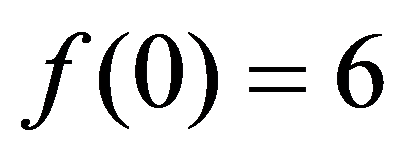 f(0) = 6